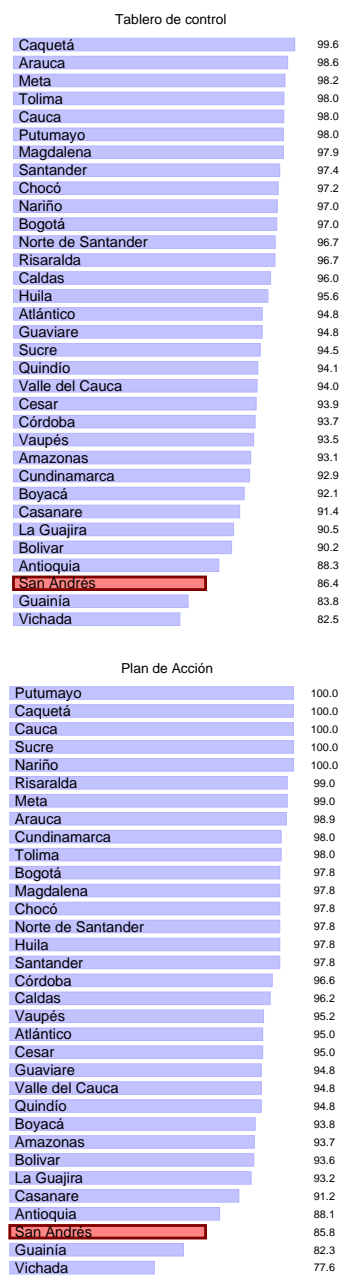 Tablero de control
Caquetá 99.6
Arauca 98.6
Meta 98.2
Tolima 98.0
Cauca 98.0
Putumayo 98.0
Magdalena 97.9
Santander 97.4
Chocó 97.2
Nariño 97.0
Bogotá 97.0
Norte de Santander 96.7
Risaralda 96.7
Caldas 96.0
Huila 95.6
Atlántico 94.8
Guaviare 94.8
Sucre 94.5
Quindío 94.1
Valle del Cauca 94.0
Cesar 93.9
Córdoba 93.7
Vaupés 93.5
Amazonas 93.1
Cundinamarca 92.9
Boyacá 92.1
Casanare 91.4
La Guajira 90.5
Bolivar 90.2
Antioquia 88.3
San Andrés 86.4
Guainía 83.8
Vichada 82.5
Plan de Acción
Putumayo 100.0
Caquetá 100.0
Cauca 100.0
Sucre 100.0
Nariño 100.0
Risaralda 99.0
Meta 99.0
Arauca 98.9
Cundinamarca 98.0
Tolima 98.0
Bogotá 97.8
Magdalena 97.8
Chocó 97.8
Norte de Santander 97.8
Huila 97.8
Santander 97.8
Córdoba 96.6
Caldas 96.2
Vaupés 95.2
Atlántico 95.0
Cesar 95.0
Guaviare 94.8
Valle del Cauca 94.8
Quindío 94.8
Boyacá 93.8
Amazonas 93.7
Bolivar 93.6
La Guajira 93.2
Casanare 91.2
Antioquia 88.1
San Andrés 85.8
Guainía 82.3
Vichada 77.6